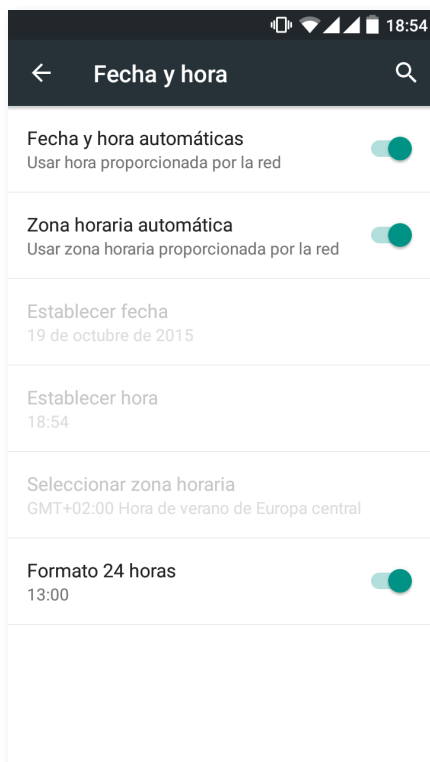 18:54
Fecha y hora
Fecha y hora automáticas
Usar hora proporcionada por la red
Zona horaria automática
Usar zona horaria proporcionada por la red
Establecer fecha
19 de octubre de 2015
Establecer hora
18:54
Seleccionar zona horaria
GMT+02:00 Hora de verano de Europa central
Formato 24 horas
13:00